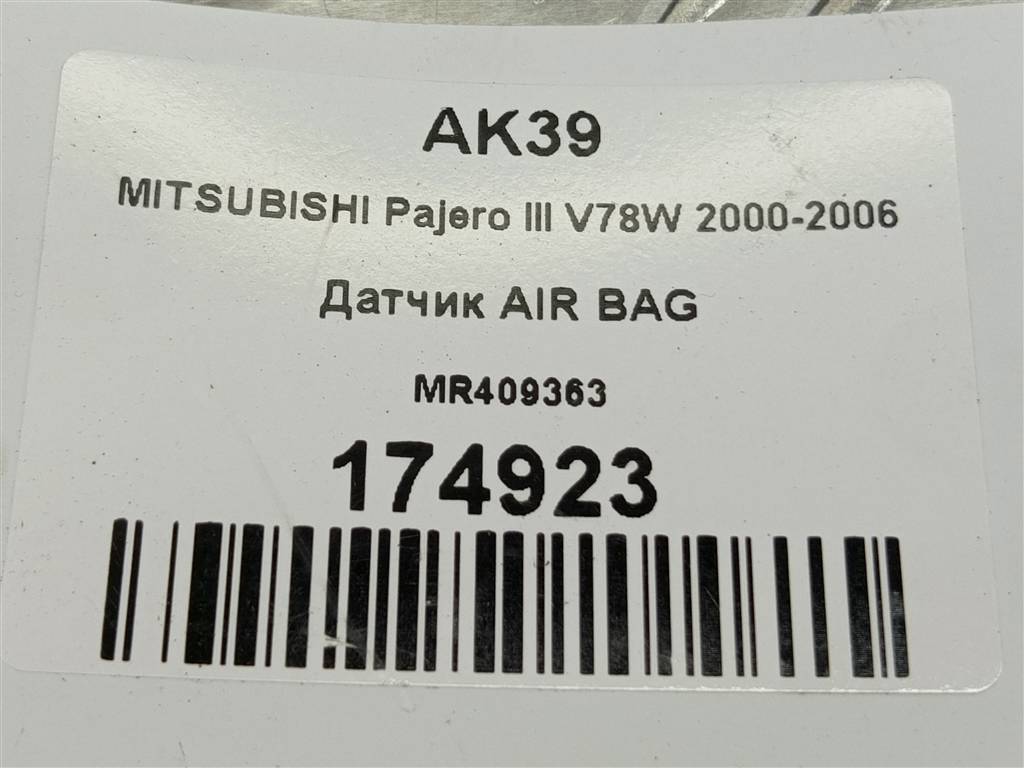 AK39
MITSUBISHI Pajero III V78W 2000-2006
Датчик AIR BAG
MR409363
174923